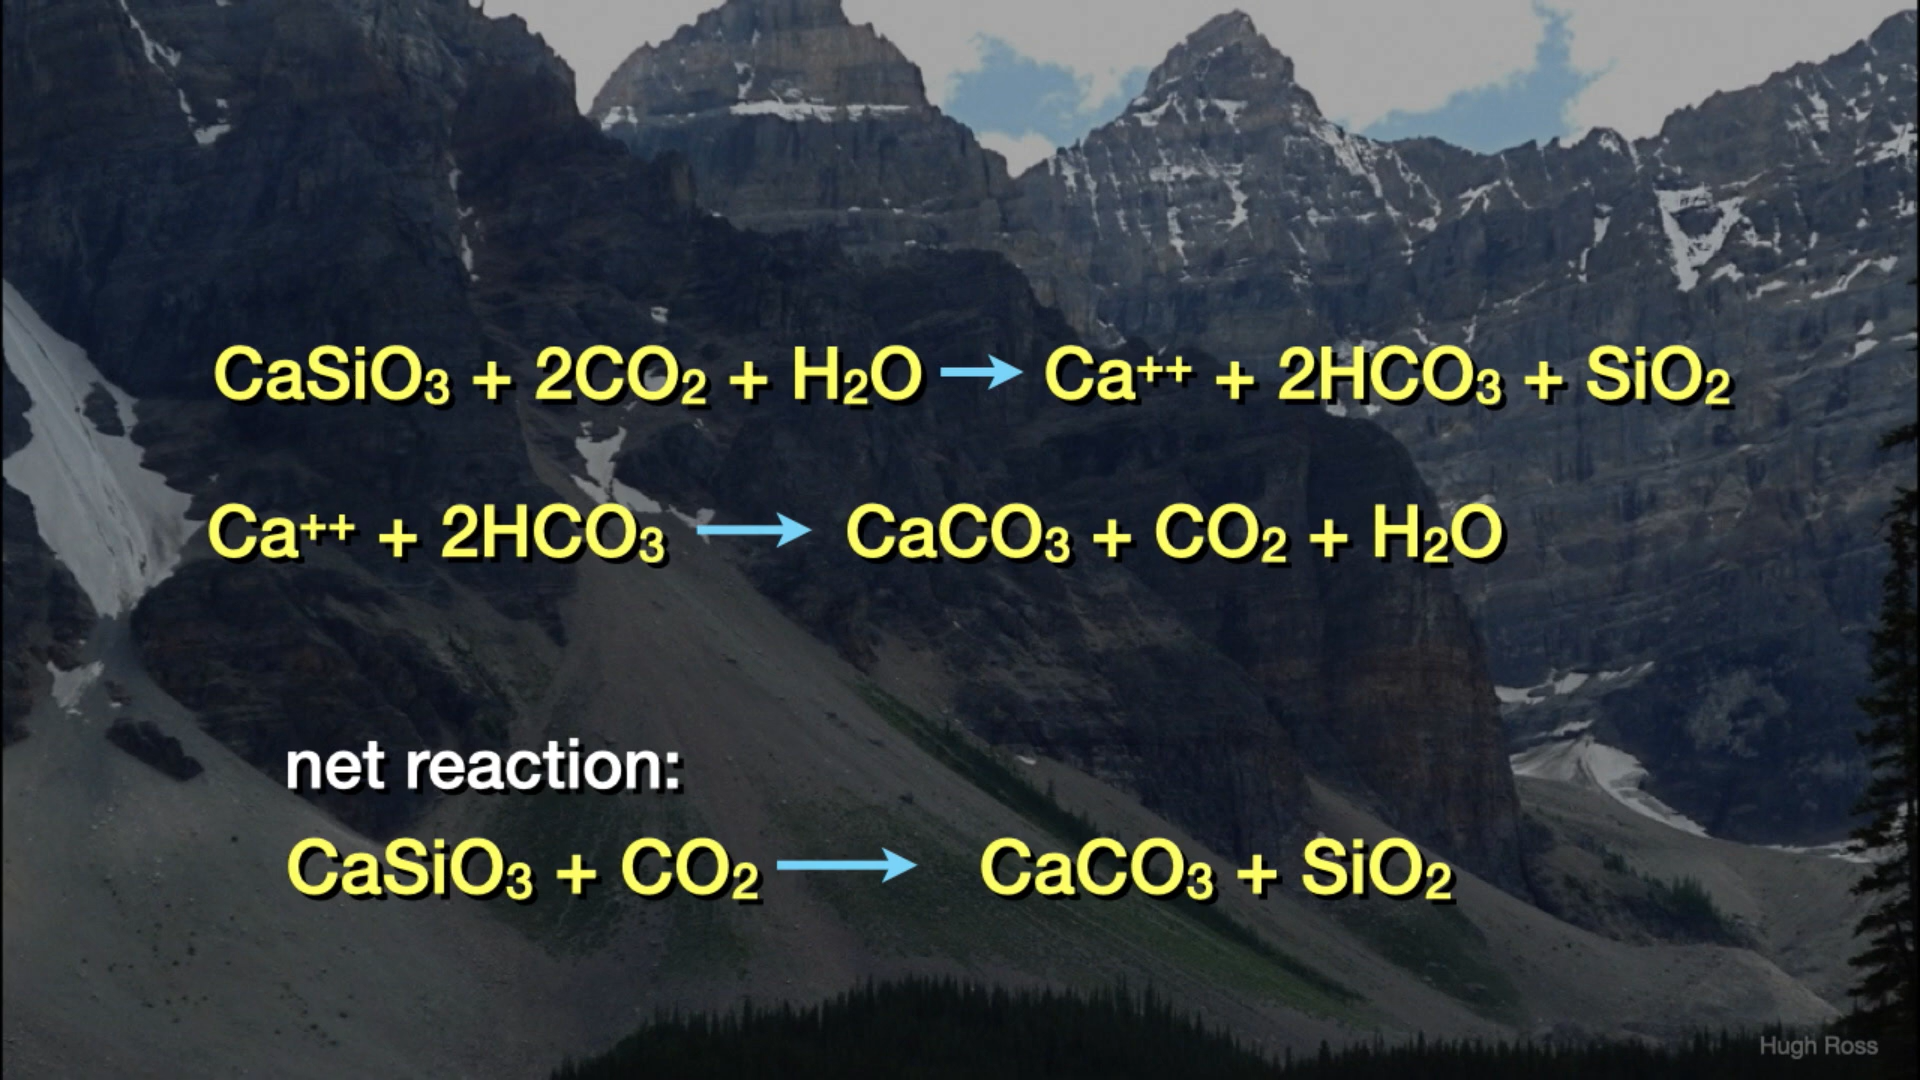 CaSiO₃ + 2CO₂ + H₂O → Ca⁺⁺ + 2HCO₃ + SiO₂
Ca⁺⁺ + 2HCO₃ → CaCO₃ + CO₂ + H₂O
net reaction:
CaSiO₃ + CO₂ → CaCO₃ + SiO₂
Hugh Ross